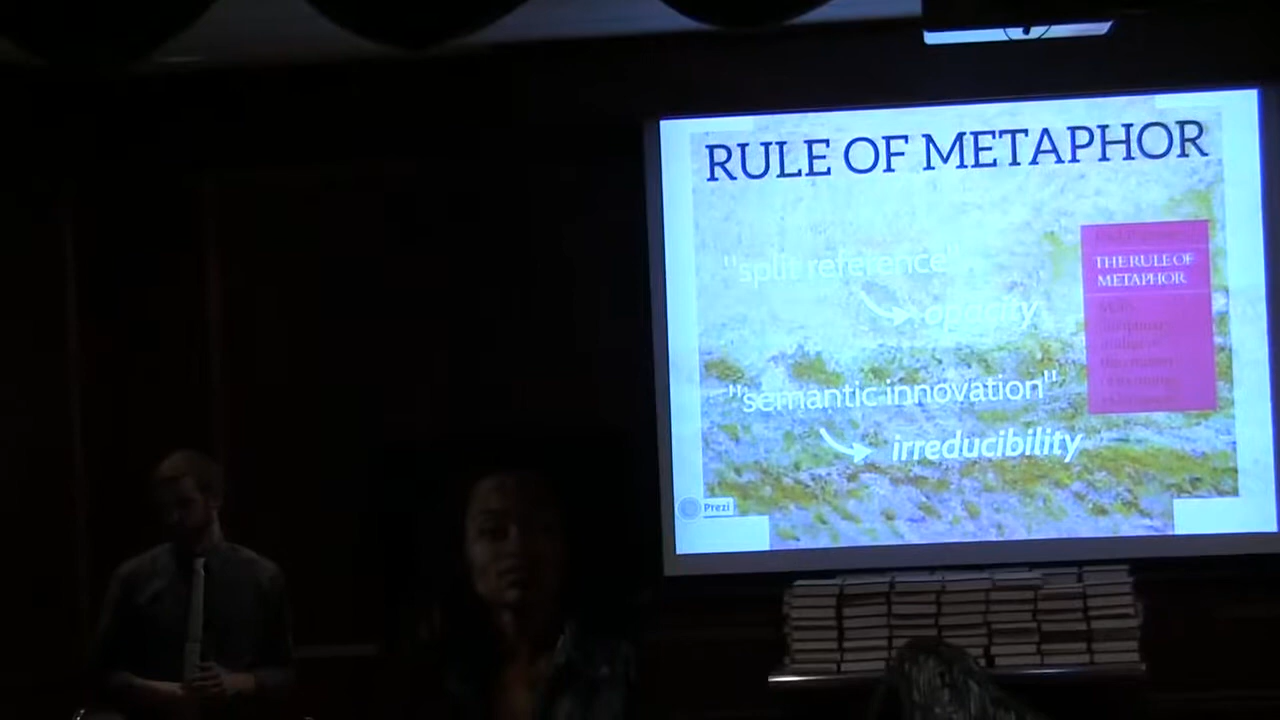 RULE OF METAPHOR
"split reference"
opacity
THE RULE OF
METAPHOR
"semantic innovation"
irreducibility
Prezi